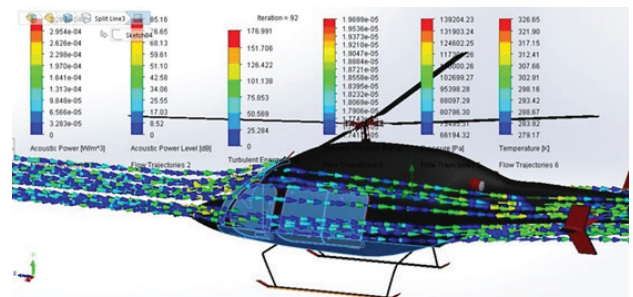 Split Line3
Sketch84
Iteration = 92
2.954e-04
2.626e-04
2.298e-04
1.970e-04
1.641e-04
1.313e-04
9.848e-05
6.566e-05
3.283e-05
0
Acoustic Power [W/m^3]
85.16
76.65
68.13
59.61
51.10
42.58
34.06
25.55
17.03
8.52
0
Acoustic Power Level [dB]
Flow Trajectories 2
176.991
151.706
126.422
101.138
75.853
50.569
25.284
0
Turbulent Energy
1.9699e-05
1.9536e-05
1.9373e-05
1.9210e-05
1.9047e-05
1.8884e-05
1.8721e-05
1.8558e-05
1.8395e-05
1.8232e-05
1.8069e-05
1.7906e-05
139204.23
131903.24
124602.25
102699.27
95398.28
88097.29
80796.30
73495.31
66194.32
[Pa]
326.65
321.90
317.15
312.41
307.66
302.91
298.16
293.42
288.67
283.92
279.17
Temperature [K]
Flow Trajectories 6